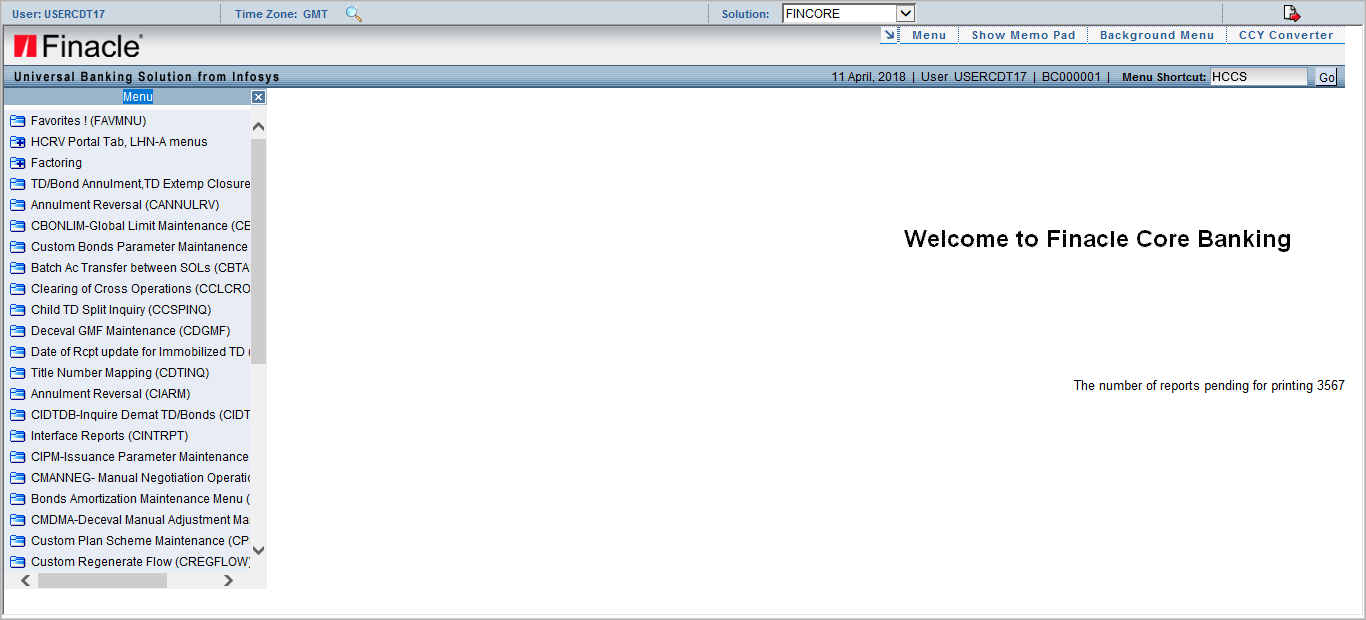 User: USERCDT17 Time Zone: GMT Solution: FINCORE
Finacle
Menu Show Memo Pad Background Menu CCY Converter
Universal Banking Solution from Infosys 11 April, 2018 | User USERCDT17 | BC000001 | Menu Shortcut: HCCS Go
Menu
Favorites ! (FAVMNU)
HCRV Portal Tab, LHN-A menus
Factoring
TD/Bond Annulment,TD Extemp Closure
Annulment Reversal (CANNULRV)
CBONLIM-Global Limit Maintenance (CE
Custom Bonds Parameter Maintanence
Batch Ac Transfer between SOLs (CBTA
Clearing of Cross Operations (CCLCRO
Child TD Split Inquiry (CCSPINQ)
Deceval GMF Maintenance (CDGMF)
Date of Rcpt update for Immobilized TD (
Title Number Mapping (CDTINQ)
Annulment Reversal (CIARM)
CIDTDB-Inquire Demat TD/Bonds (CIDT
Interface Reports (CINTRPT)
CIPM-Issuance Parameter Maintenance
CMANNEG- Manual Negotiation Operatio
Bonds Amortization Maintenance Menu (
CMDMA-Deceval Manual Adjustment Ma
Custom Plan Scheme Maintenance (CP
Custom Regenerate Flow (CREGFLOW)
Welcome to Finacle Core Banking
The number of reports pending for printing 3567